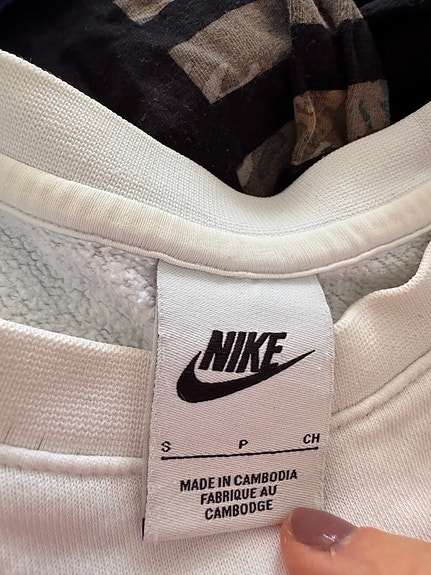 NIKE
S P CH
MADE IN CAMBODIA
FABRIQUE AU
CAMBODGE